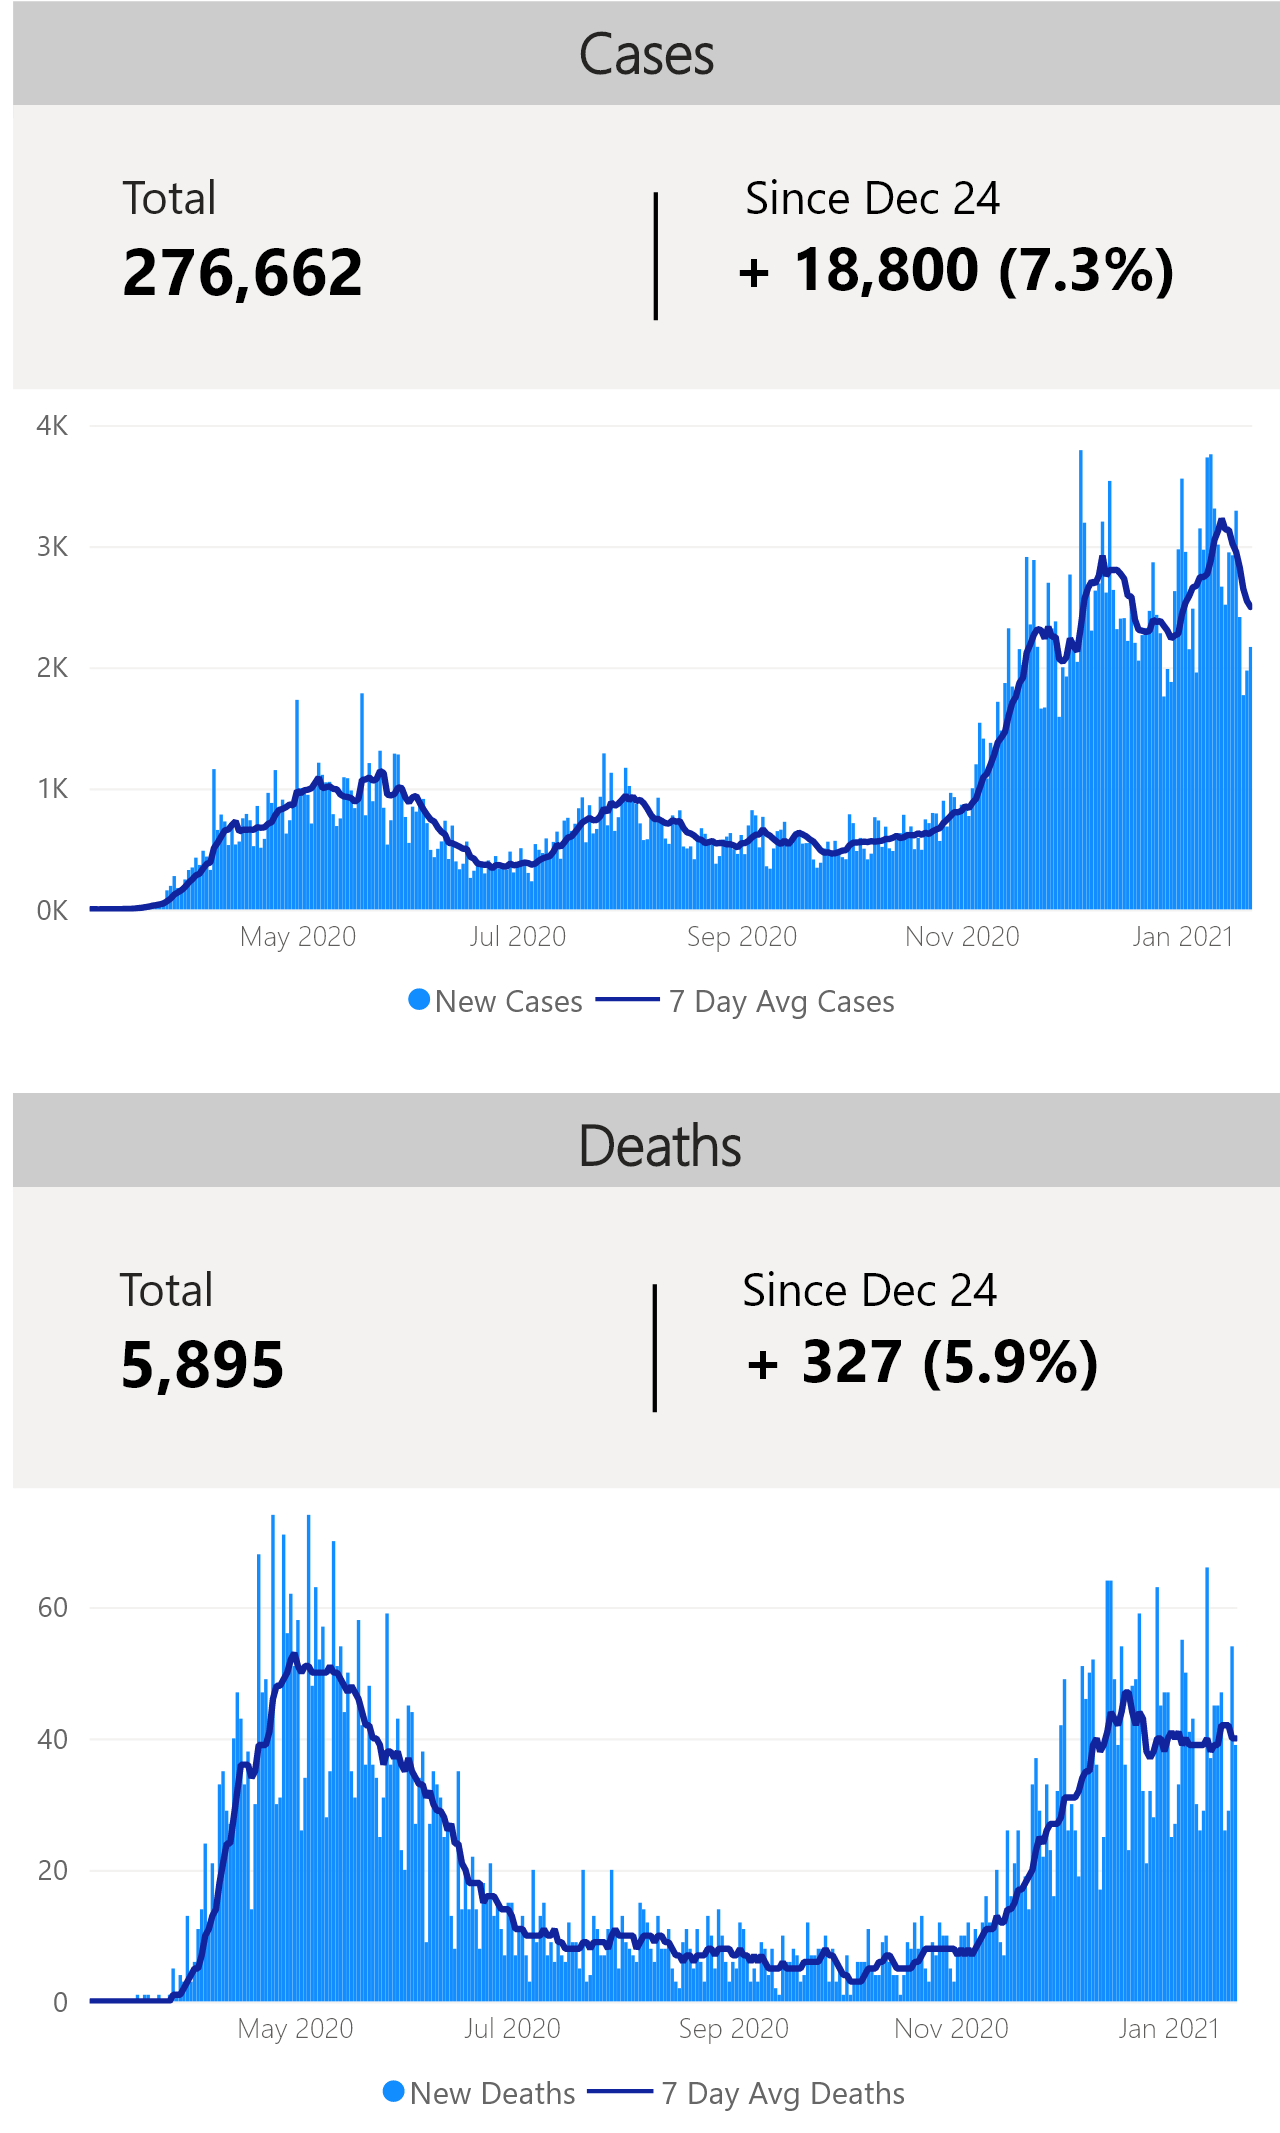 Cases
Total
Since Dec 24
276,662
+ 18,800 (7.3%)
4K
3K
2K
1K
0K
May 2020
Jul 2020
Sep 2020
Nov 2020
Jan 2021
New Cases
7 Day Avg Cases
Deaths
Total
Since Dec 24
5,895
+ 327 (5.9%)
60
40
20
0
May 2020
Jul 2020
Sep 2020
Nov 2020
Jan 2021
New Deaths
7 Day Avg Deaths